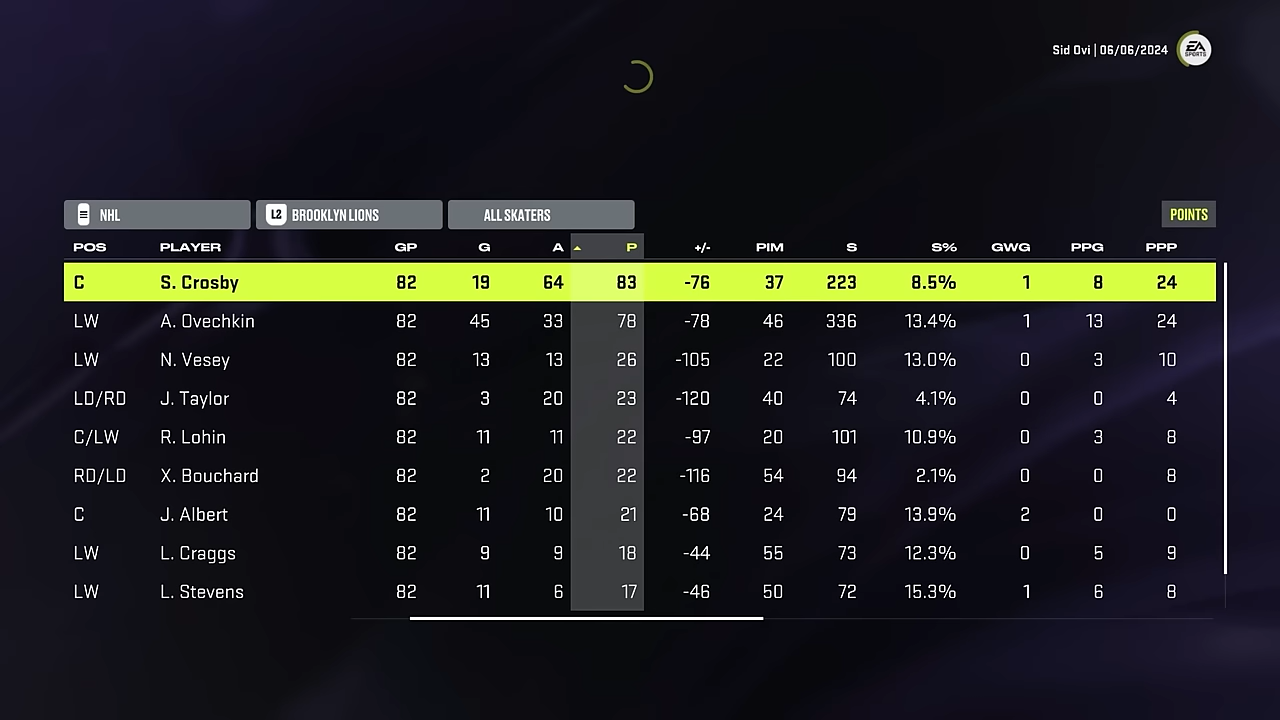 Sid Ovi | 06/06/2024
EA SPORTS
NHL L2 BROOKLYN LIONS ALL SKATERS POINTS
POS PLAYER GP G A P +/- PIM S S% GWG PPG PPP
C S. Crosby 82 19 64 83 -76 37 223 8.5% 1 8 24
LW A. Ovechkin 82 45 33 78 -78 46 336 13.4% 1 13 24
LW N. Vesey 82 13 13 26 -105 22 100 13.0% 0 3 10
LD/RD J. Taylor 82 3 20 23 -120 40 74 4.1% 0 0 4
C/LW R. Lohin 82 11 11 22 -97 20 101 10.9% 0 3 8
RD/LD X. Bouchard 82 2 20 22 -116 54 94 2.1% 0 0 8
C J. Albert 82 11 10 21 -68 24 79 13.9% 2 0 0
LW L. Craggs 82 9 9 18 -44 55 73 12.3% 0 5 9
LW L. Stevens 82 11 6 17 -46 50 72 15.3% 1 6 8